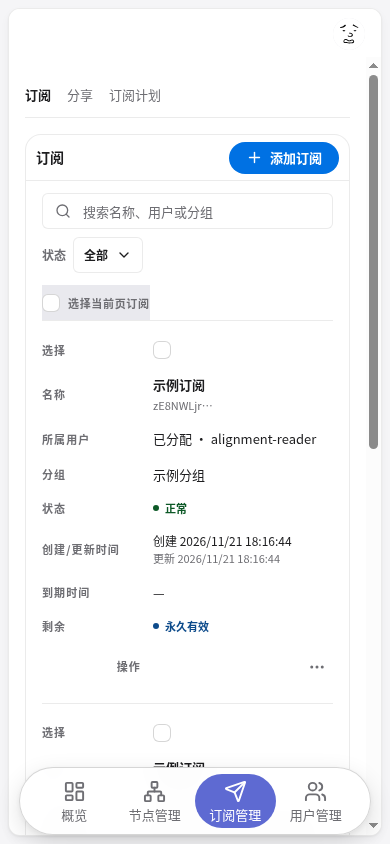 订阅 分享 订阅计划
订阅
添加订阅
搜索名称、用户或分组
状态 全部
选择当前页订阅
选择
名称 示例订阅
zE8NWLjr···
所属用户 已分配 • alignment-reader
分组 示例分组
状态 正常
创建/更新时间 创建 2026/11/21 18:16:44
更新 2026/11/21 18:16:44
到期时间 —
剩余 永久有效
操作 ···
选择
示例订阅
概览 节点管理 订阅管理 用户管理